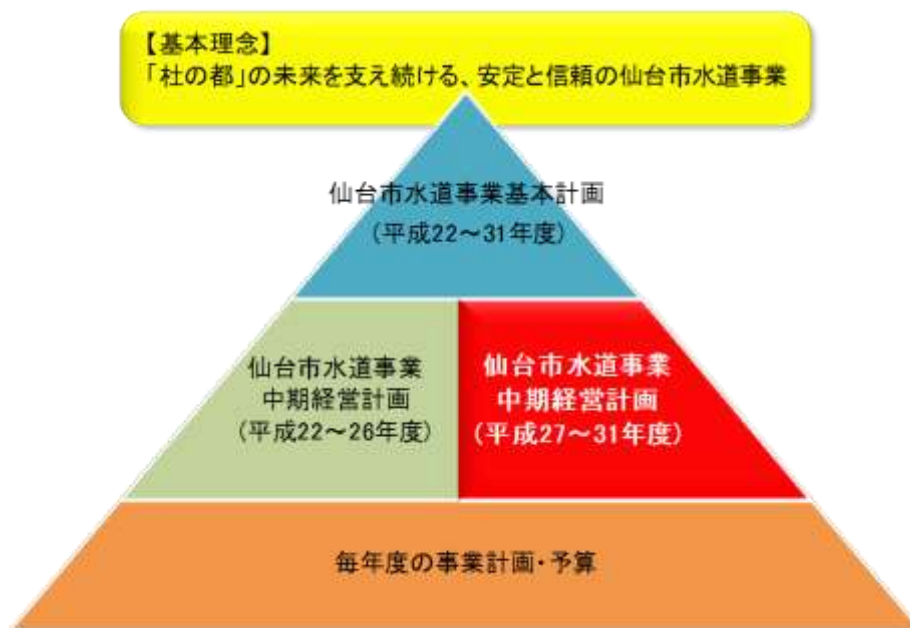 【基本理念】
「杜の都」の未来を支え続ける、安定と信頼の仙台市水道事業
仙台市水道事業基本計画
(平成22～31年度)
仙台市水道事業
中期経営計画
(平成22～26年度)
仙台市水道事業
中期経営計画
(平成27～31年度)
毎年度の事業計画・予算